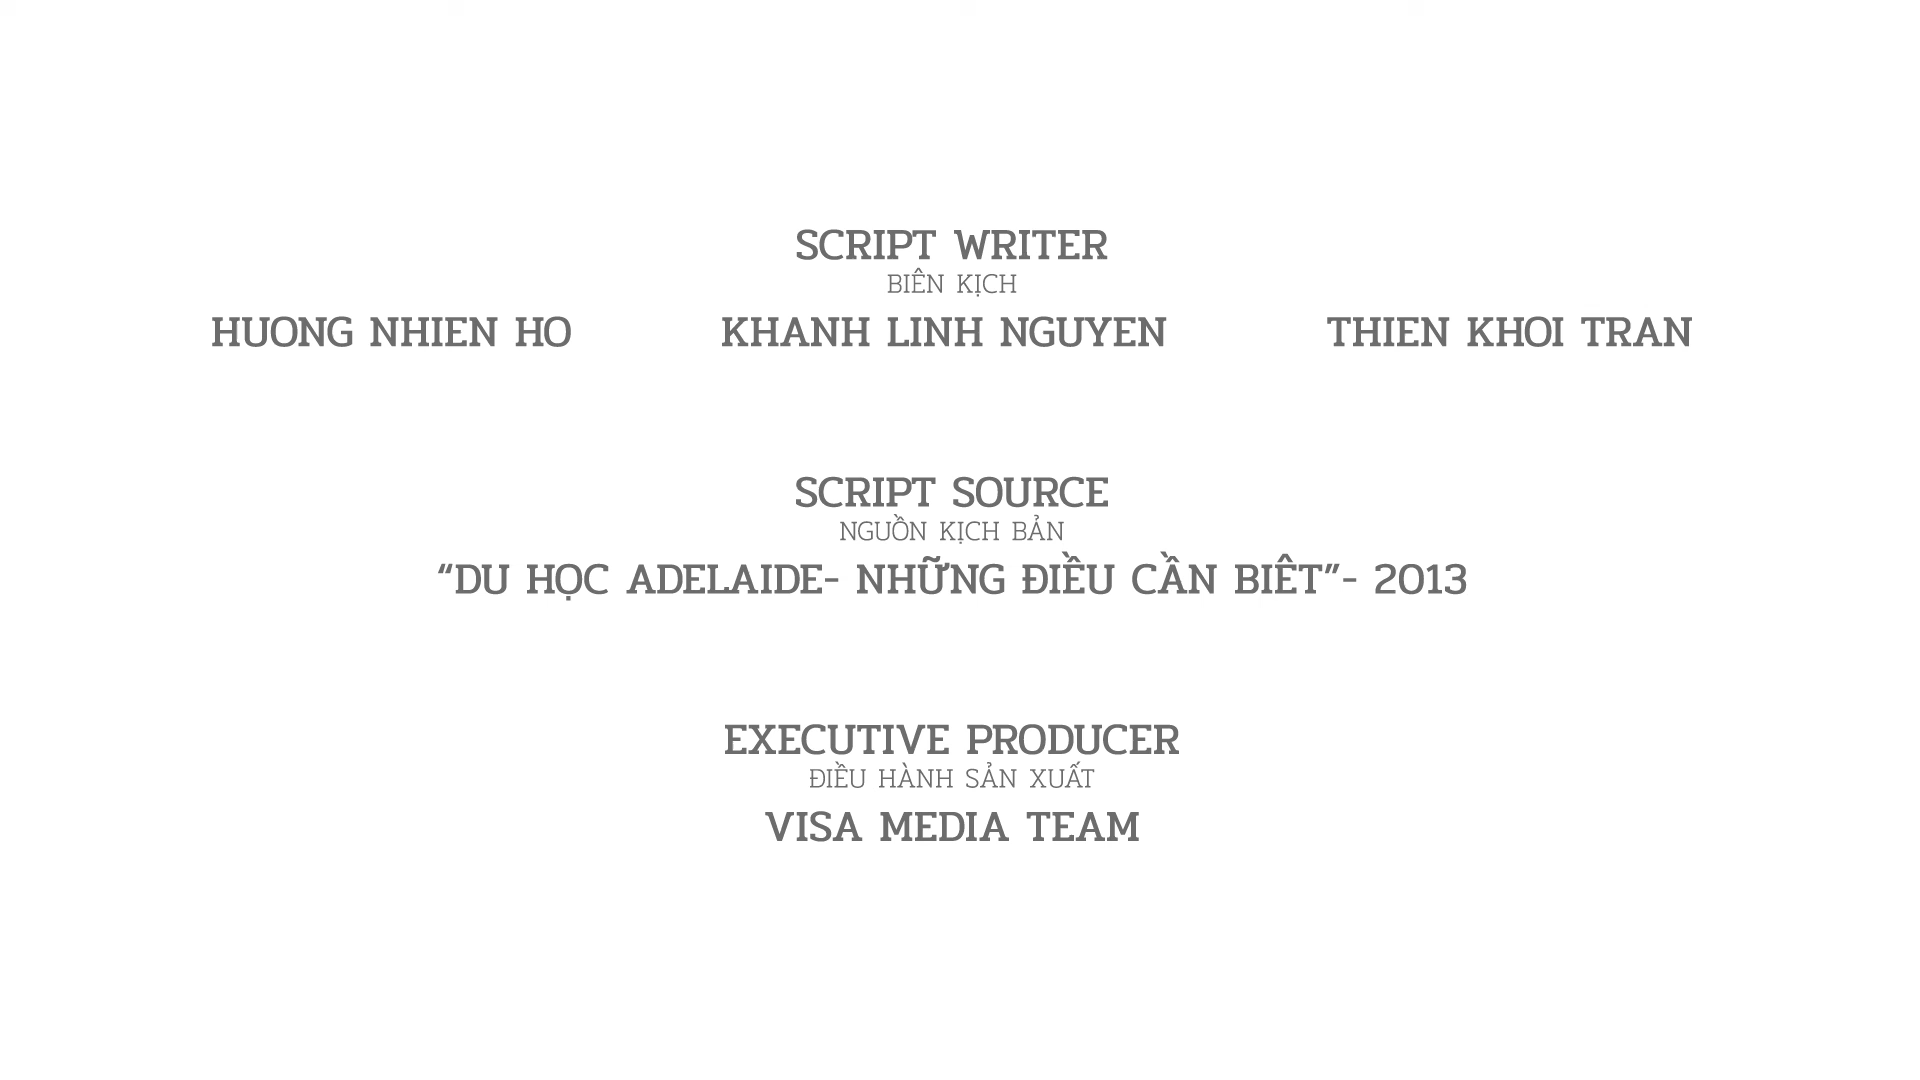 SCRIPT WRITER
BIÊN KỊCH
HUONG NHIEN HO KHANH LINH NGUYEN THIEN KHOI TRAN
SCRIPT SOURCE
NGUỒN KỊCH BẢN
“DU HỌC ADELAIDE- NHỮNG ĐIỀU CẦN BIÊT”- 2013
EXECUTIVE PRODUCER
ĐIỀU HÀNH SẢN XUẤT
VISA MEDIA TEAM